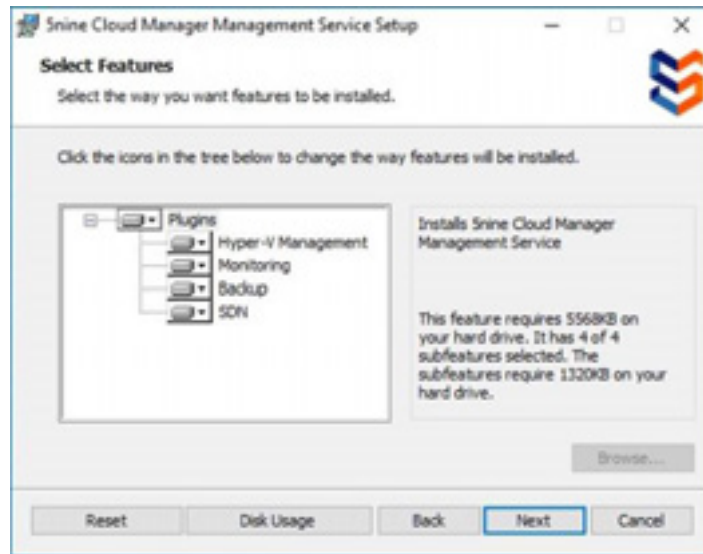 5nine Cloud Manager Management Service Setup
Select Features
Select the way you want features to be installed.
Click the icons in the tree below to change the way features will be installed.
Plugins
Hyper-V Management
Monitoring
Backup
SDN
Installs 5nine Cloud Manager
Management Service
This feature requires 5568KB on
your hard drive. It has 4 of 4
subfeatures selected. The
subfeatures require 1320KB on your
hard drive.
Browse...
Reset
Disk Usage
Back
Next
Cancel